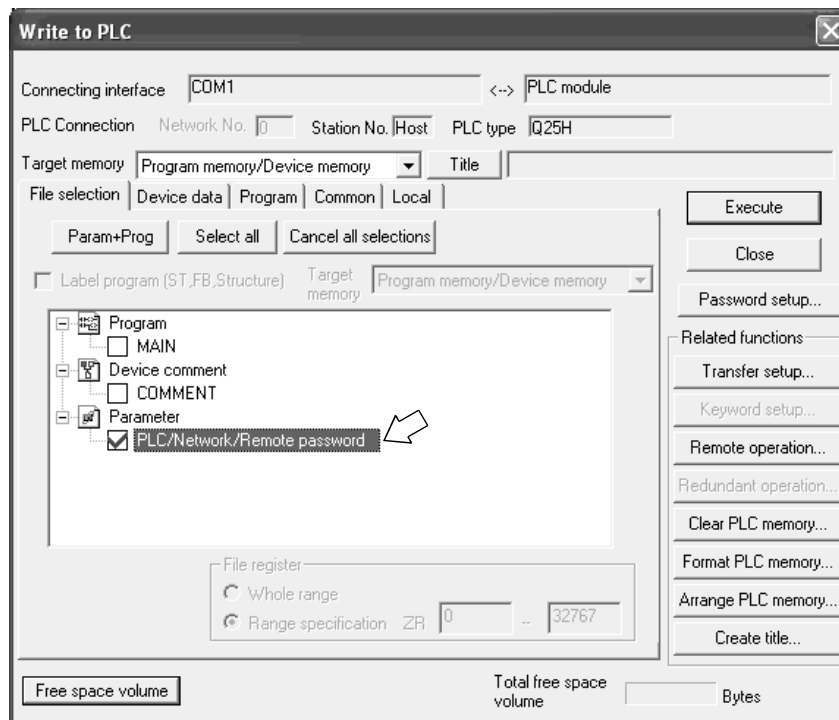 Write to PLC
Connecting interface COM1 <--> PLC module
PLC Connection Network No. 0 Station No. Host PLC type Q25H
Target memory Program memory/Device memory Title
File selection Device data Program Common Local
Execute
Param+Prog Select all Cancel all selections
Close
Label program (ST,FB,Structure) Target memory Program memory/Device memory
Password setup...
Program
MAIN
Device comment
COMMENT
Parameter
PLC/Network/Remote password
Related functions
Transfer setup...
Keyword setup...
Remote operation...
Redundant operation...
Clear PLC memory...
Format PLC memory...
Arrange PLC memory...
Create title...
File register
Whole range
Range specification ZR 0 .. 32767
Free space volume
Total free space volume Bytes